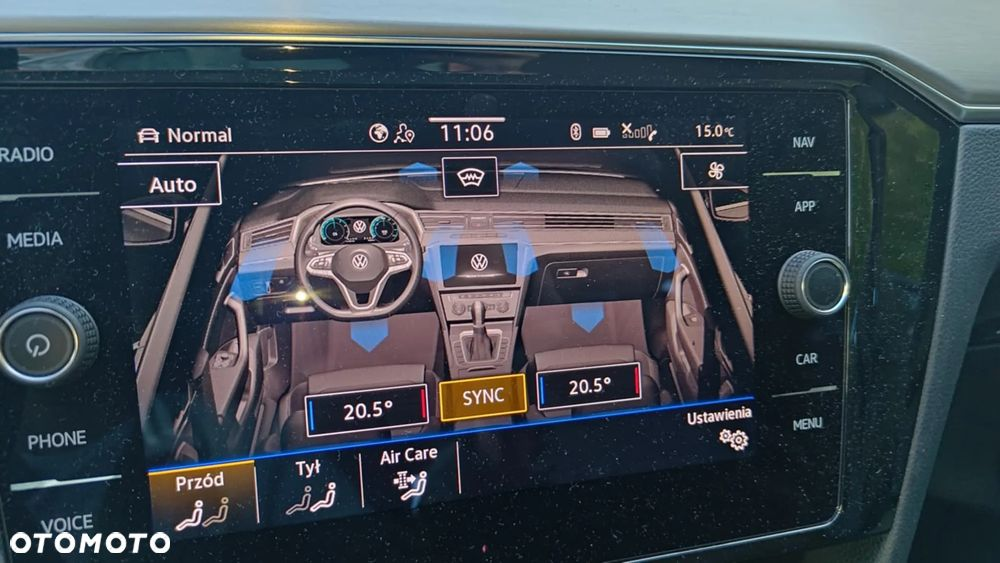 Normal
11:06
15.0°C
RADIO
NAV
Auto
APP
MEDIA
20.5°
SYNC
20.5°
CAR
Ustawienia
MENU
PHONE
Przód
Tył
Air Care
VOICE
OTOMOTO